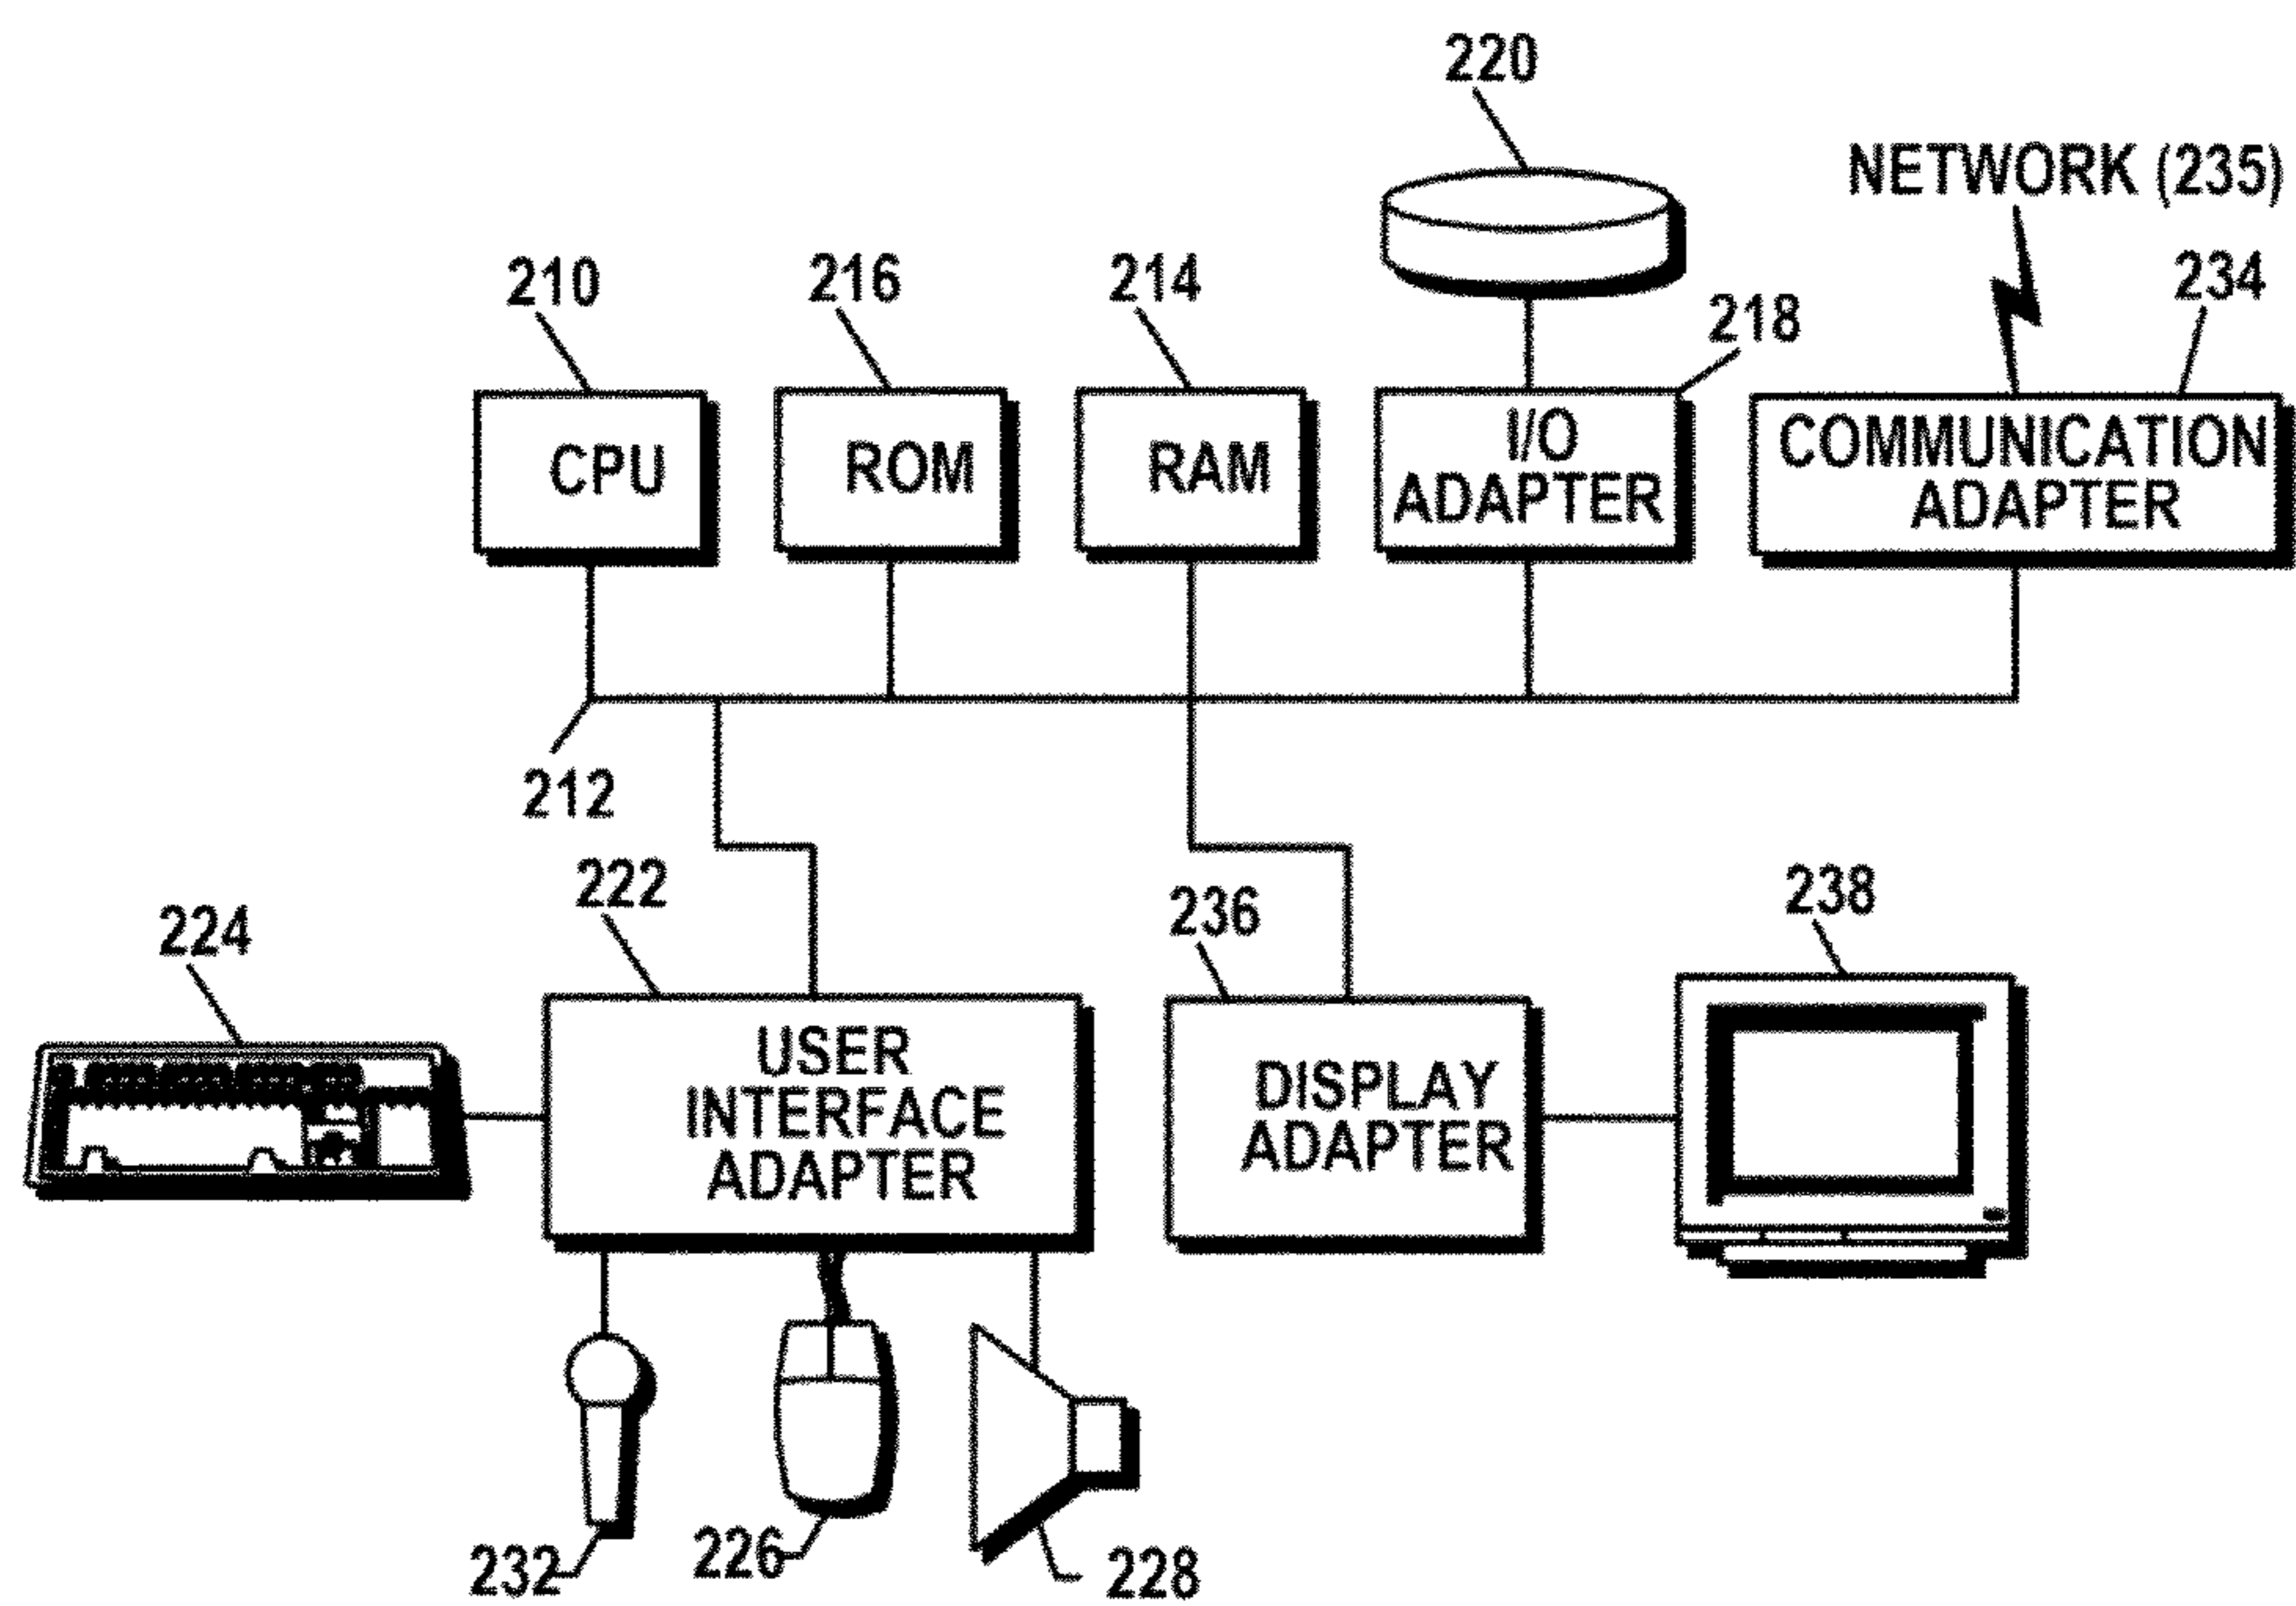 220
NETWORK (235)
210
216
214
218
234
CPU
ROM
RAM
I/O
ADAPTER
COMMUNICATION
ADAPTER
212
222
224
236
238
USER
INTERFACE
ADAPTER
DISPLAY
ADAPTER
232
226
228